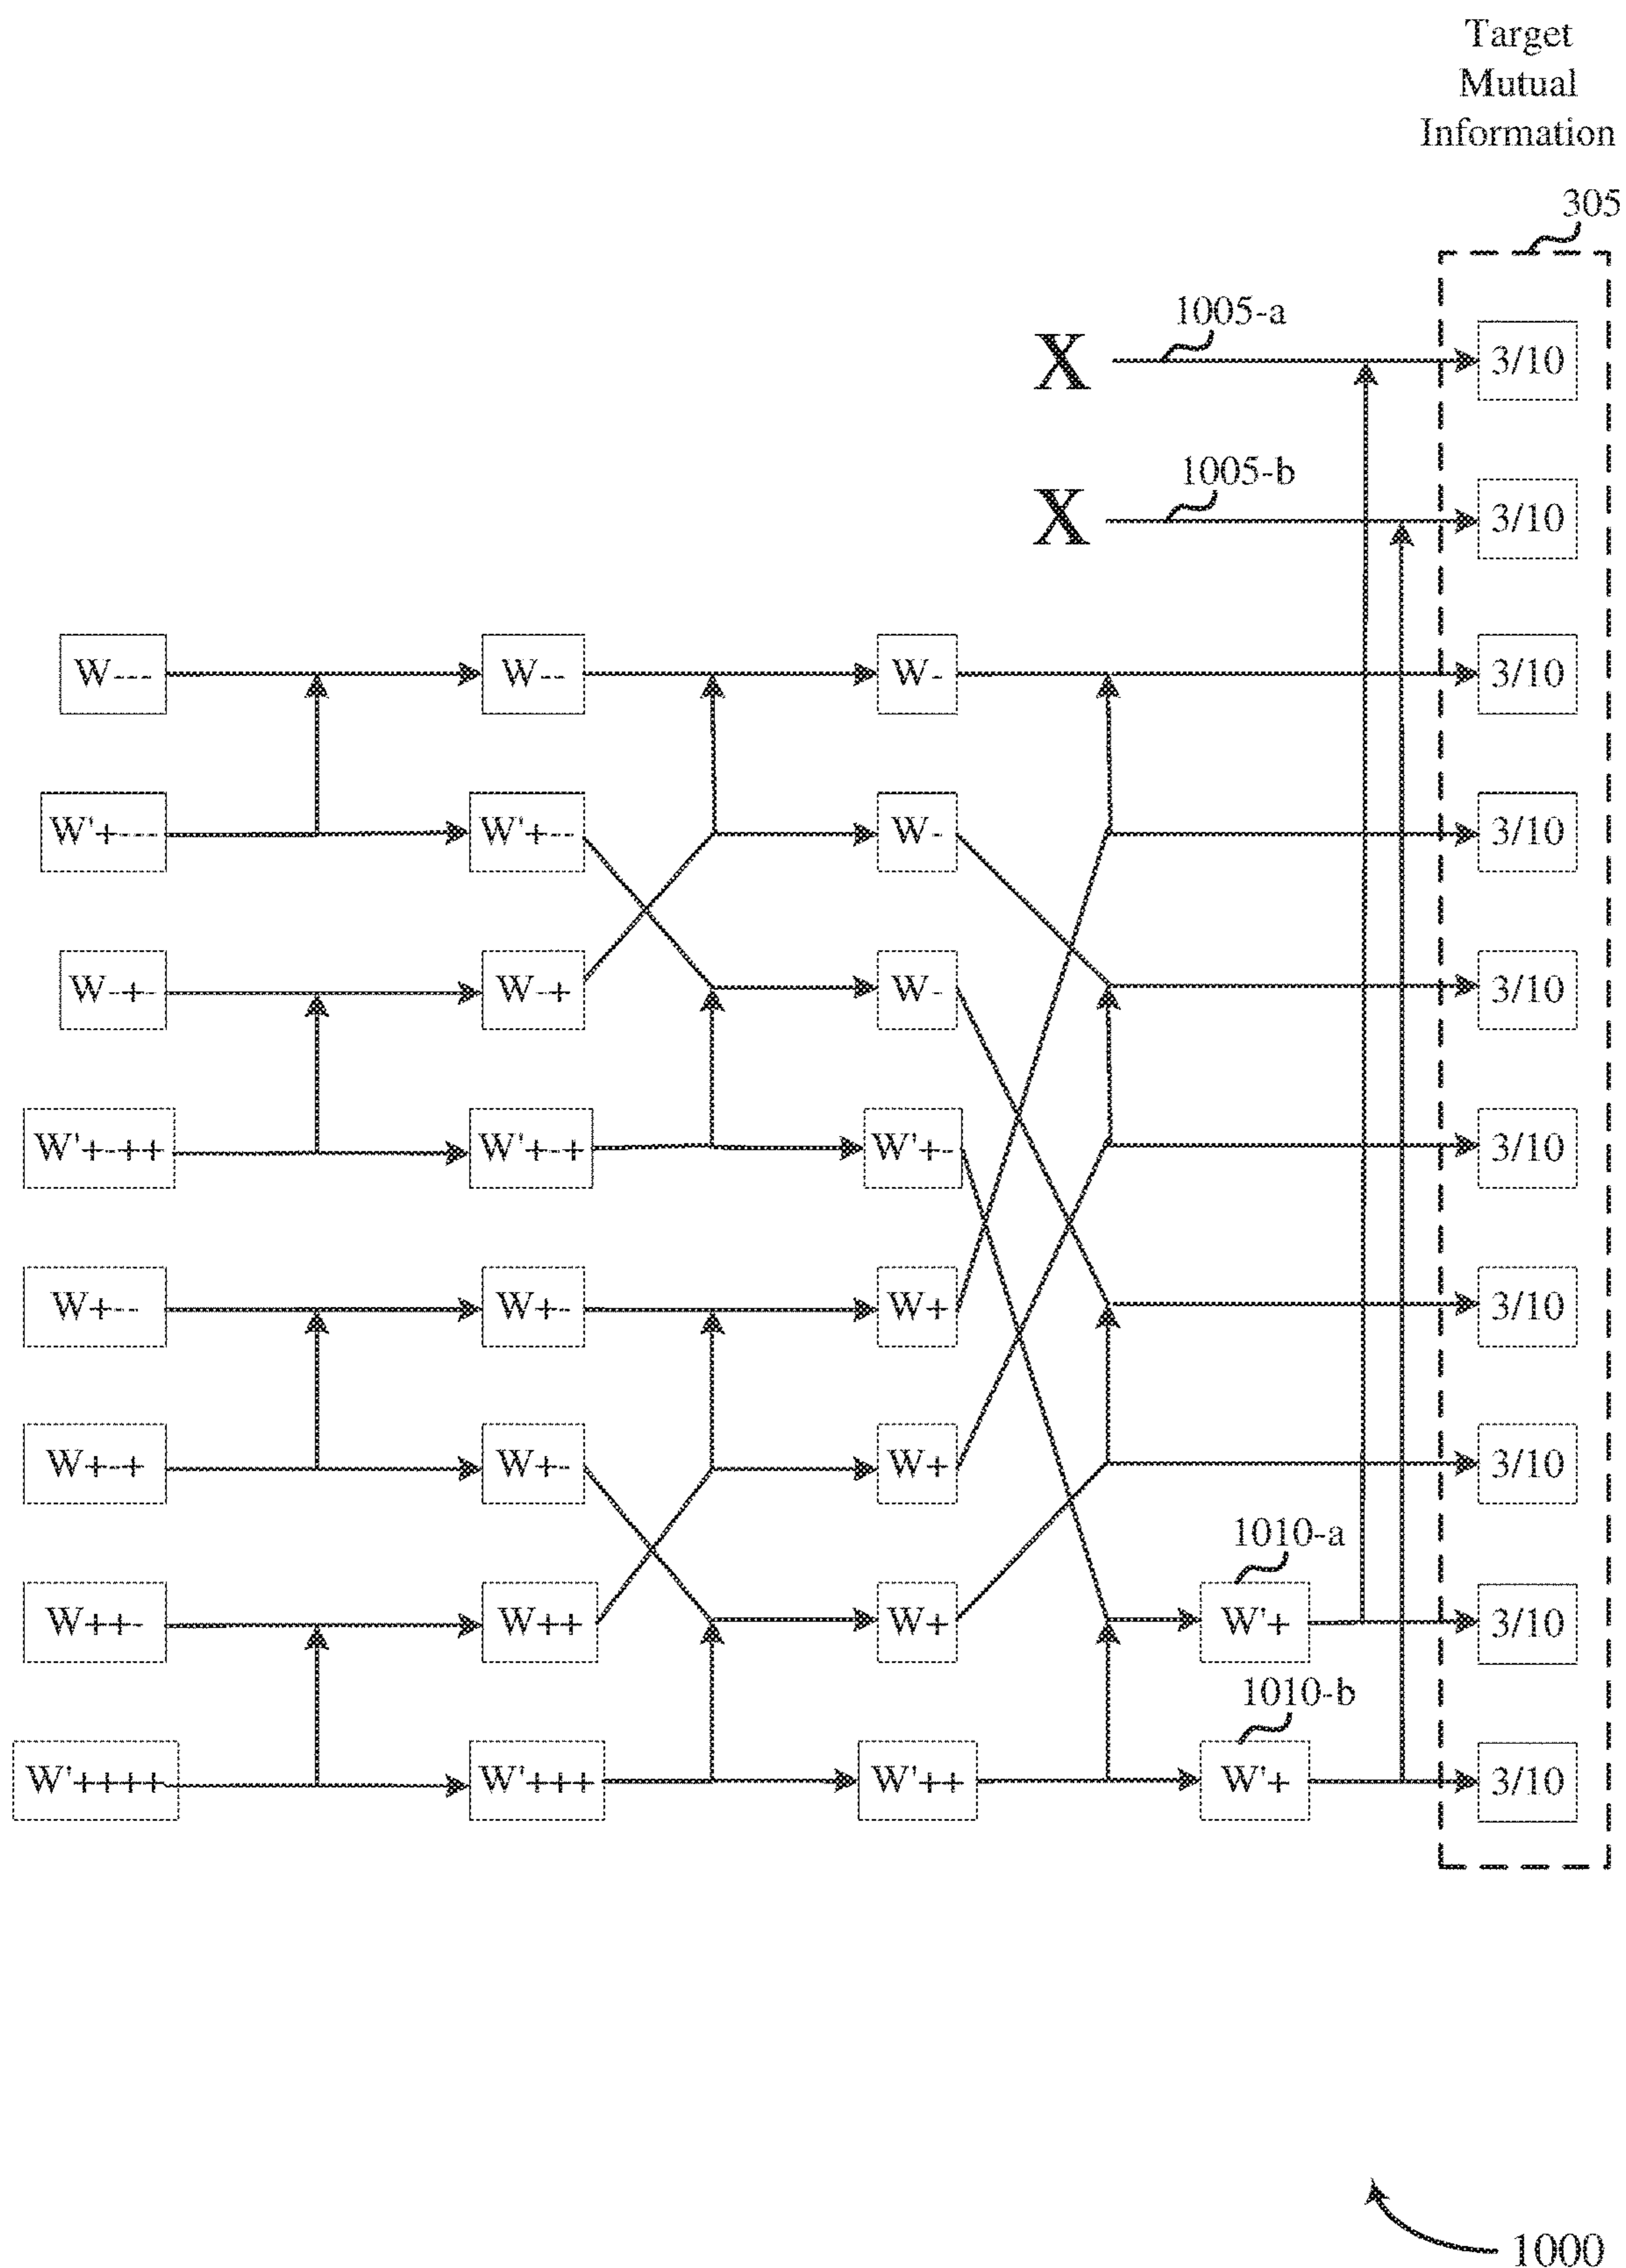 Target
Mutual
Information
305
1005-a
X 3/10
1005-b
X 3/10
W--- W-- W- 3/10
W'+--- W'+-- W- 3/10
W-+- W-+ W- 3/10
W'+-++ W'+-+ W'+- 3/10
W+-- W+- W+ 3/10
W+-+ W+- W+ 3/10
1010-a
W++- W++ W+ W'+ 3/10
1010-b
W'++++ W'+++ W'++ W'+ 3/10
1000